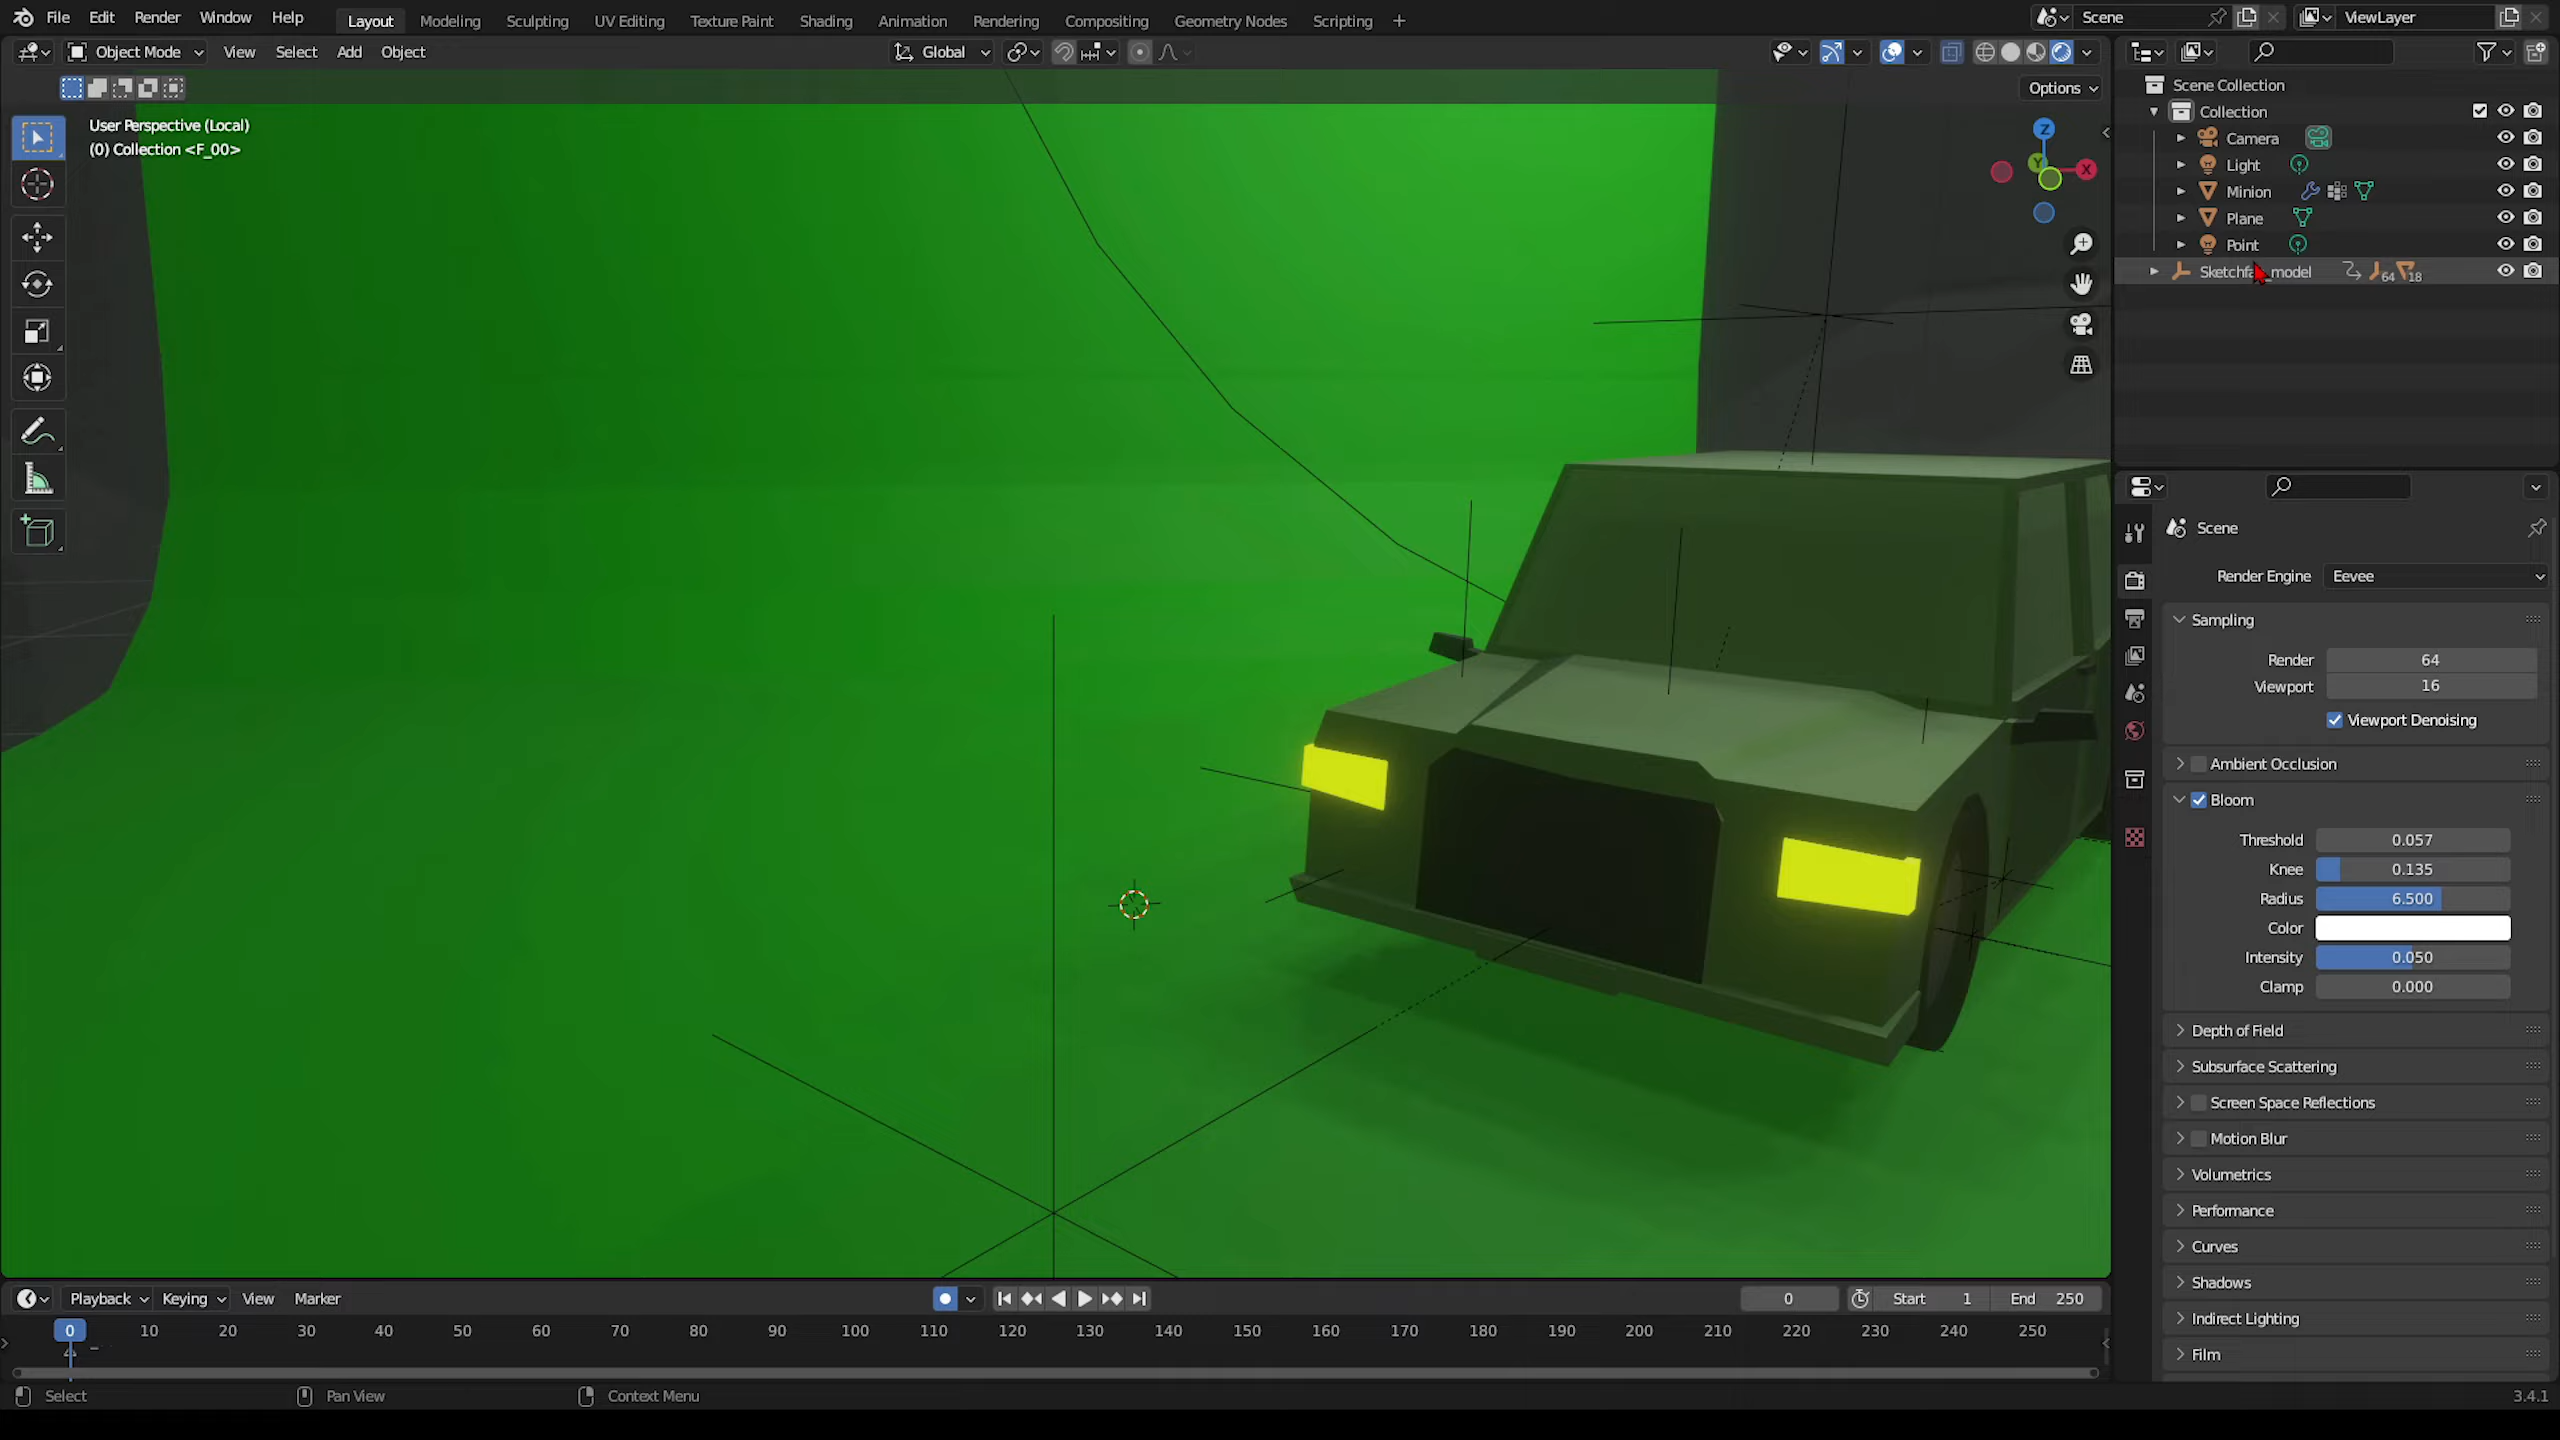 File Edit Render Window Help Layout Modeling Sculpting UV Editing Texture Paint Shading Animation Rendering Compositing Geometry Nodes Scripting + Scene ViewLayer
Object Mode View Select Add Object Global
Options
User Perspective (Local)
(0) Collection <F_00>
Z
Y
X
Scene Collection
Collection
Camera
Light
Minion
Plane
Point
64 18
Scene
Render Engine Eevee
Sampling
Render 64
Viewport 16
Viewport Denoising
Ambient Occlusion
Bloom
Threshold 0.057
Knee 0.135
Radius 6.500
Color
Intensity 0.050
Clamp 0.000
Depth of Field
Subsurface Scattering
Screen Space Reflections
Motion Blur
Volumetrics
Performance
Curves
Shadows
Indirect Lighting
Film
Playback Keying View Marker 0 Start 1 End 250
0 10 20 30 40 50 60 70 80 90 100 110 120 130 140 150 160 170 180 190 200 210 220 230 240 250
Select Pan View Context Menu 3.4.1